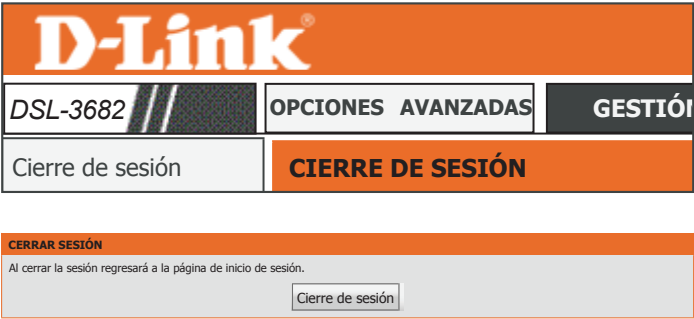 D-Link®
DSL-3682 OPCIONES AVANZADAS GESTIÓN
Cierre de sesión CIERRE DE SESIÓN
CERRAR SESIÓN
Al cerrar la sesión regresará a la página de inicio de sesión.
Cierre de sesión